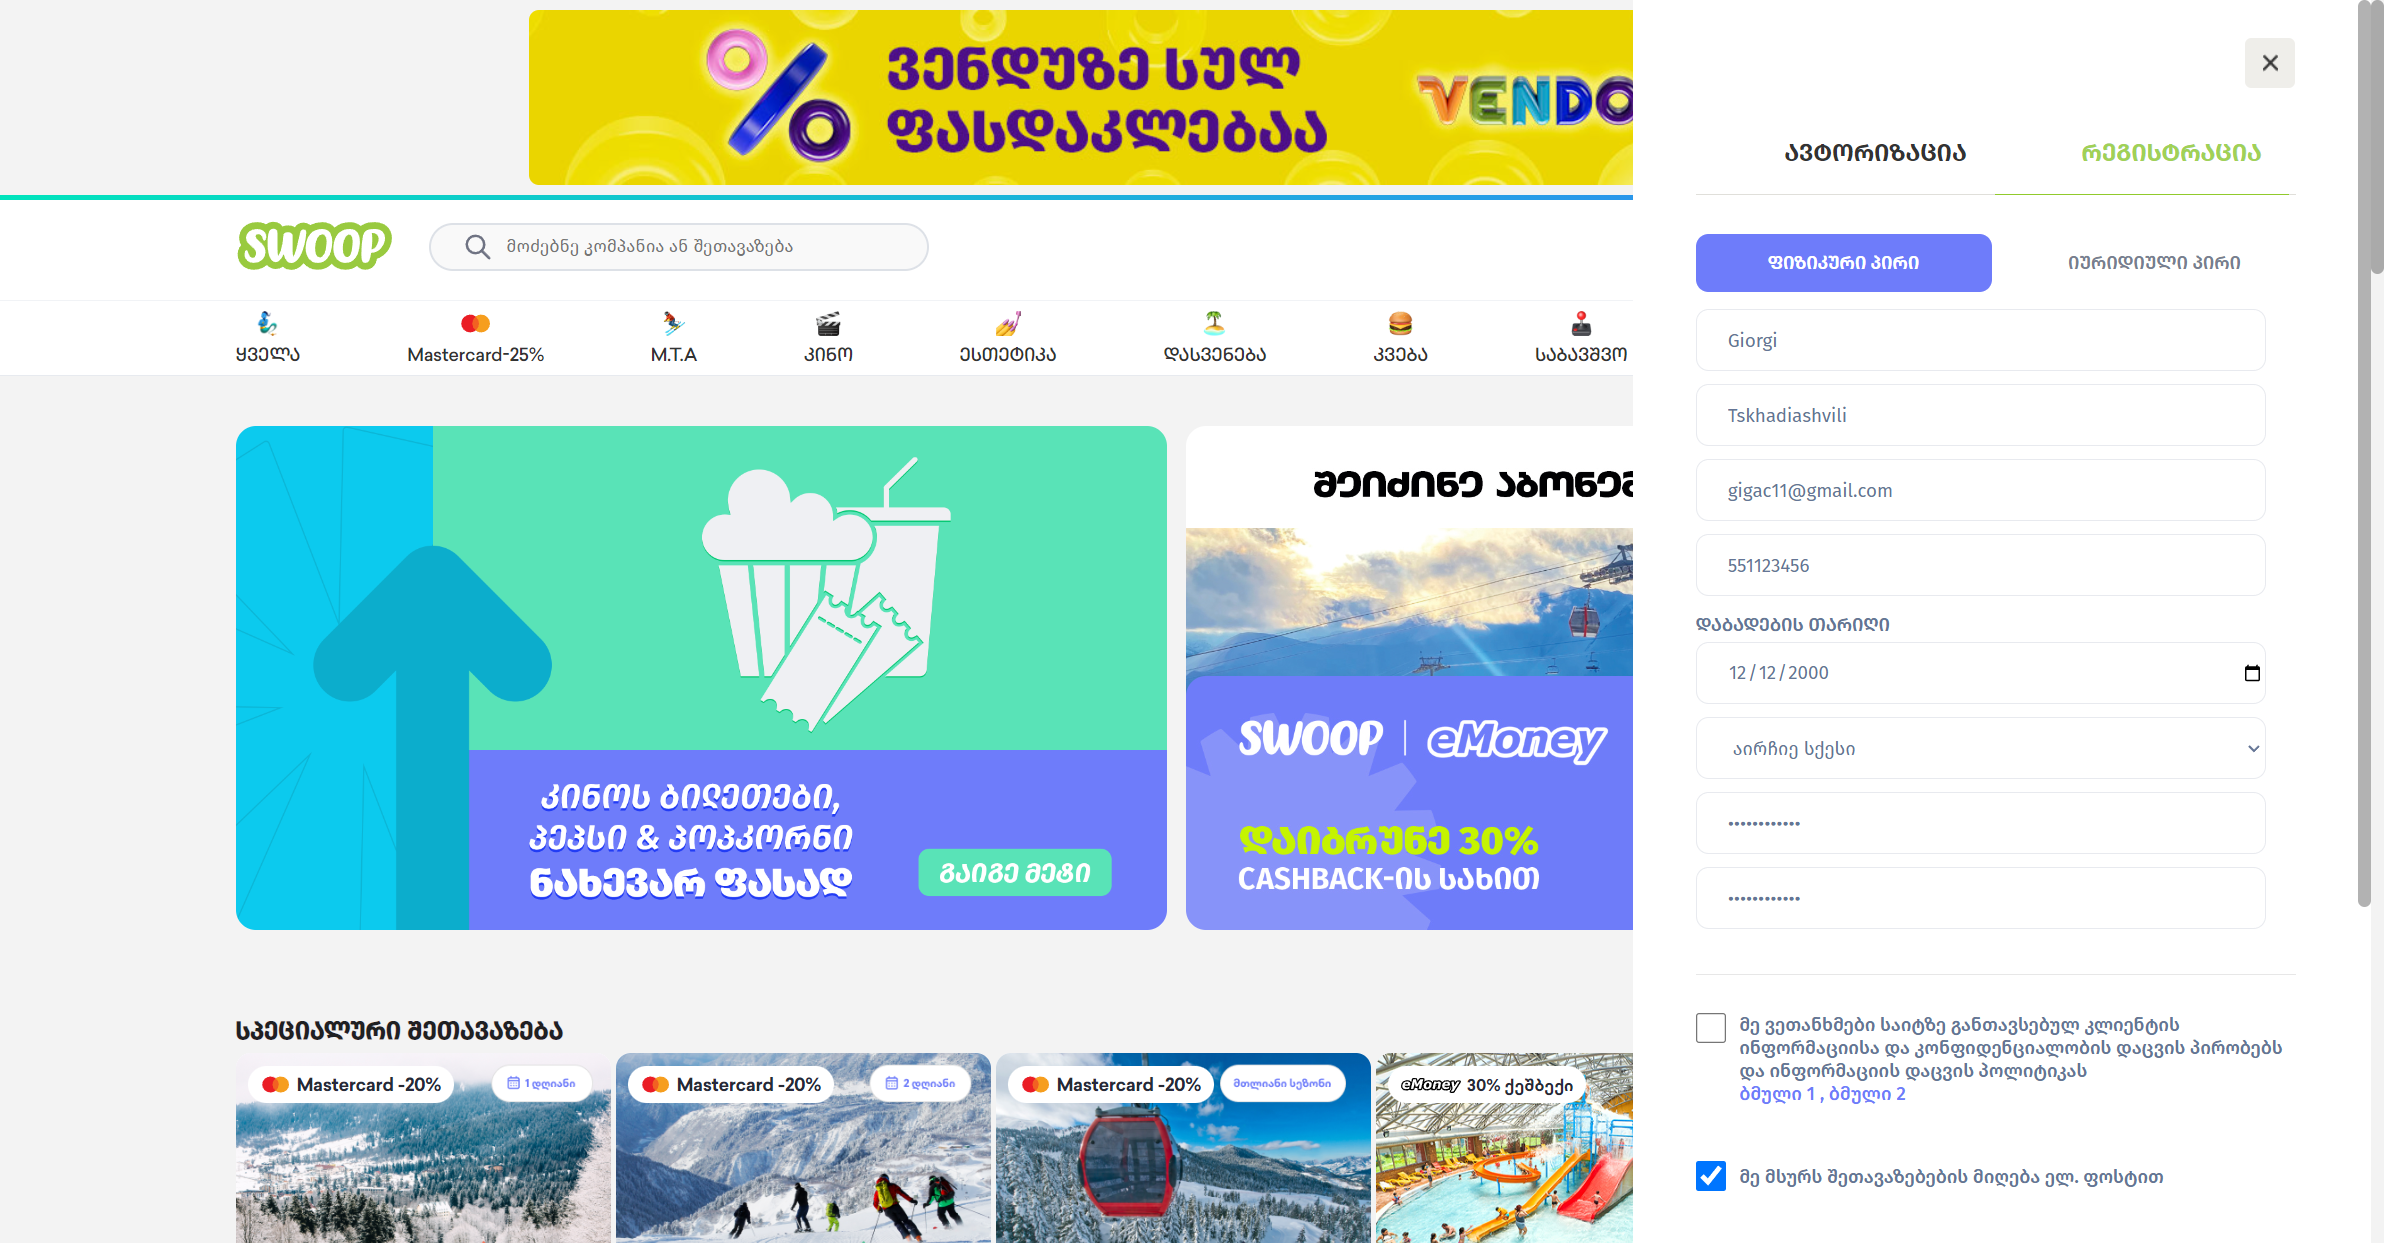 ვენდუზე სულ
ფასდაკლებაა
VENDO
SWOOP
მოძებნე კომპანია ან შეთავაზება
ყველა
Mastercard-25%
M.T.A
კინო
ესთეტიკა
დასვენება
კვება
საბავშვო
კინოს ბილეთები,
პეპსი & პოპკორნი
ნახევარ ფასად
გაიგე მეტი
შეიძინე აბონემ
SWOOP | eMoney
დაიბრუნე 30%
CASHBACK-ის სახით
სპეციალური შეთავაზება
Mastercard -20%
1 დღიანი
Mastercard -20%
2 დღიანი
Mastercard -20%
მთლიანი სეზონი
eMoney 30% ქეშბექი
ავტორიზაცია
რეგისტრაცია
ფიზიკური პირი
იურიდიული პირი
Giorgi
Tskhadiashvili
gigac11@gmail.com
551123456
დაბადების თარიღი
12/12/2000
აირჩიე სქესი
••••••••••••
••••••••••••
მე ვეთანხმები საიტზე განთავსებულ კლიენტის
ინფორმაციისა და კონფიდენციალობის დაცვის პირობებს
და ინფორმაციის დაცვის პოლიტიკას
ბმული 1 , ბმული 2
მე მსურს შეთავაზებების მიღება ელ. ფოსტით